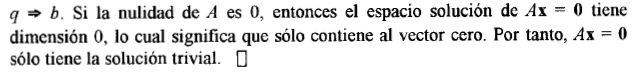 q ⇒ b. Si la nulidad de A es 0, entonces el espacio solución de Ax = 0 tiene
dimensión 0, lo cual significa que sólo contiene al vector cero. Por tanto, Ax = 0
sólo tiene la solución trivial. □